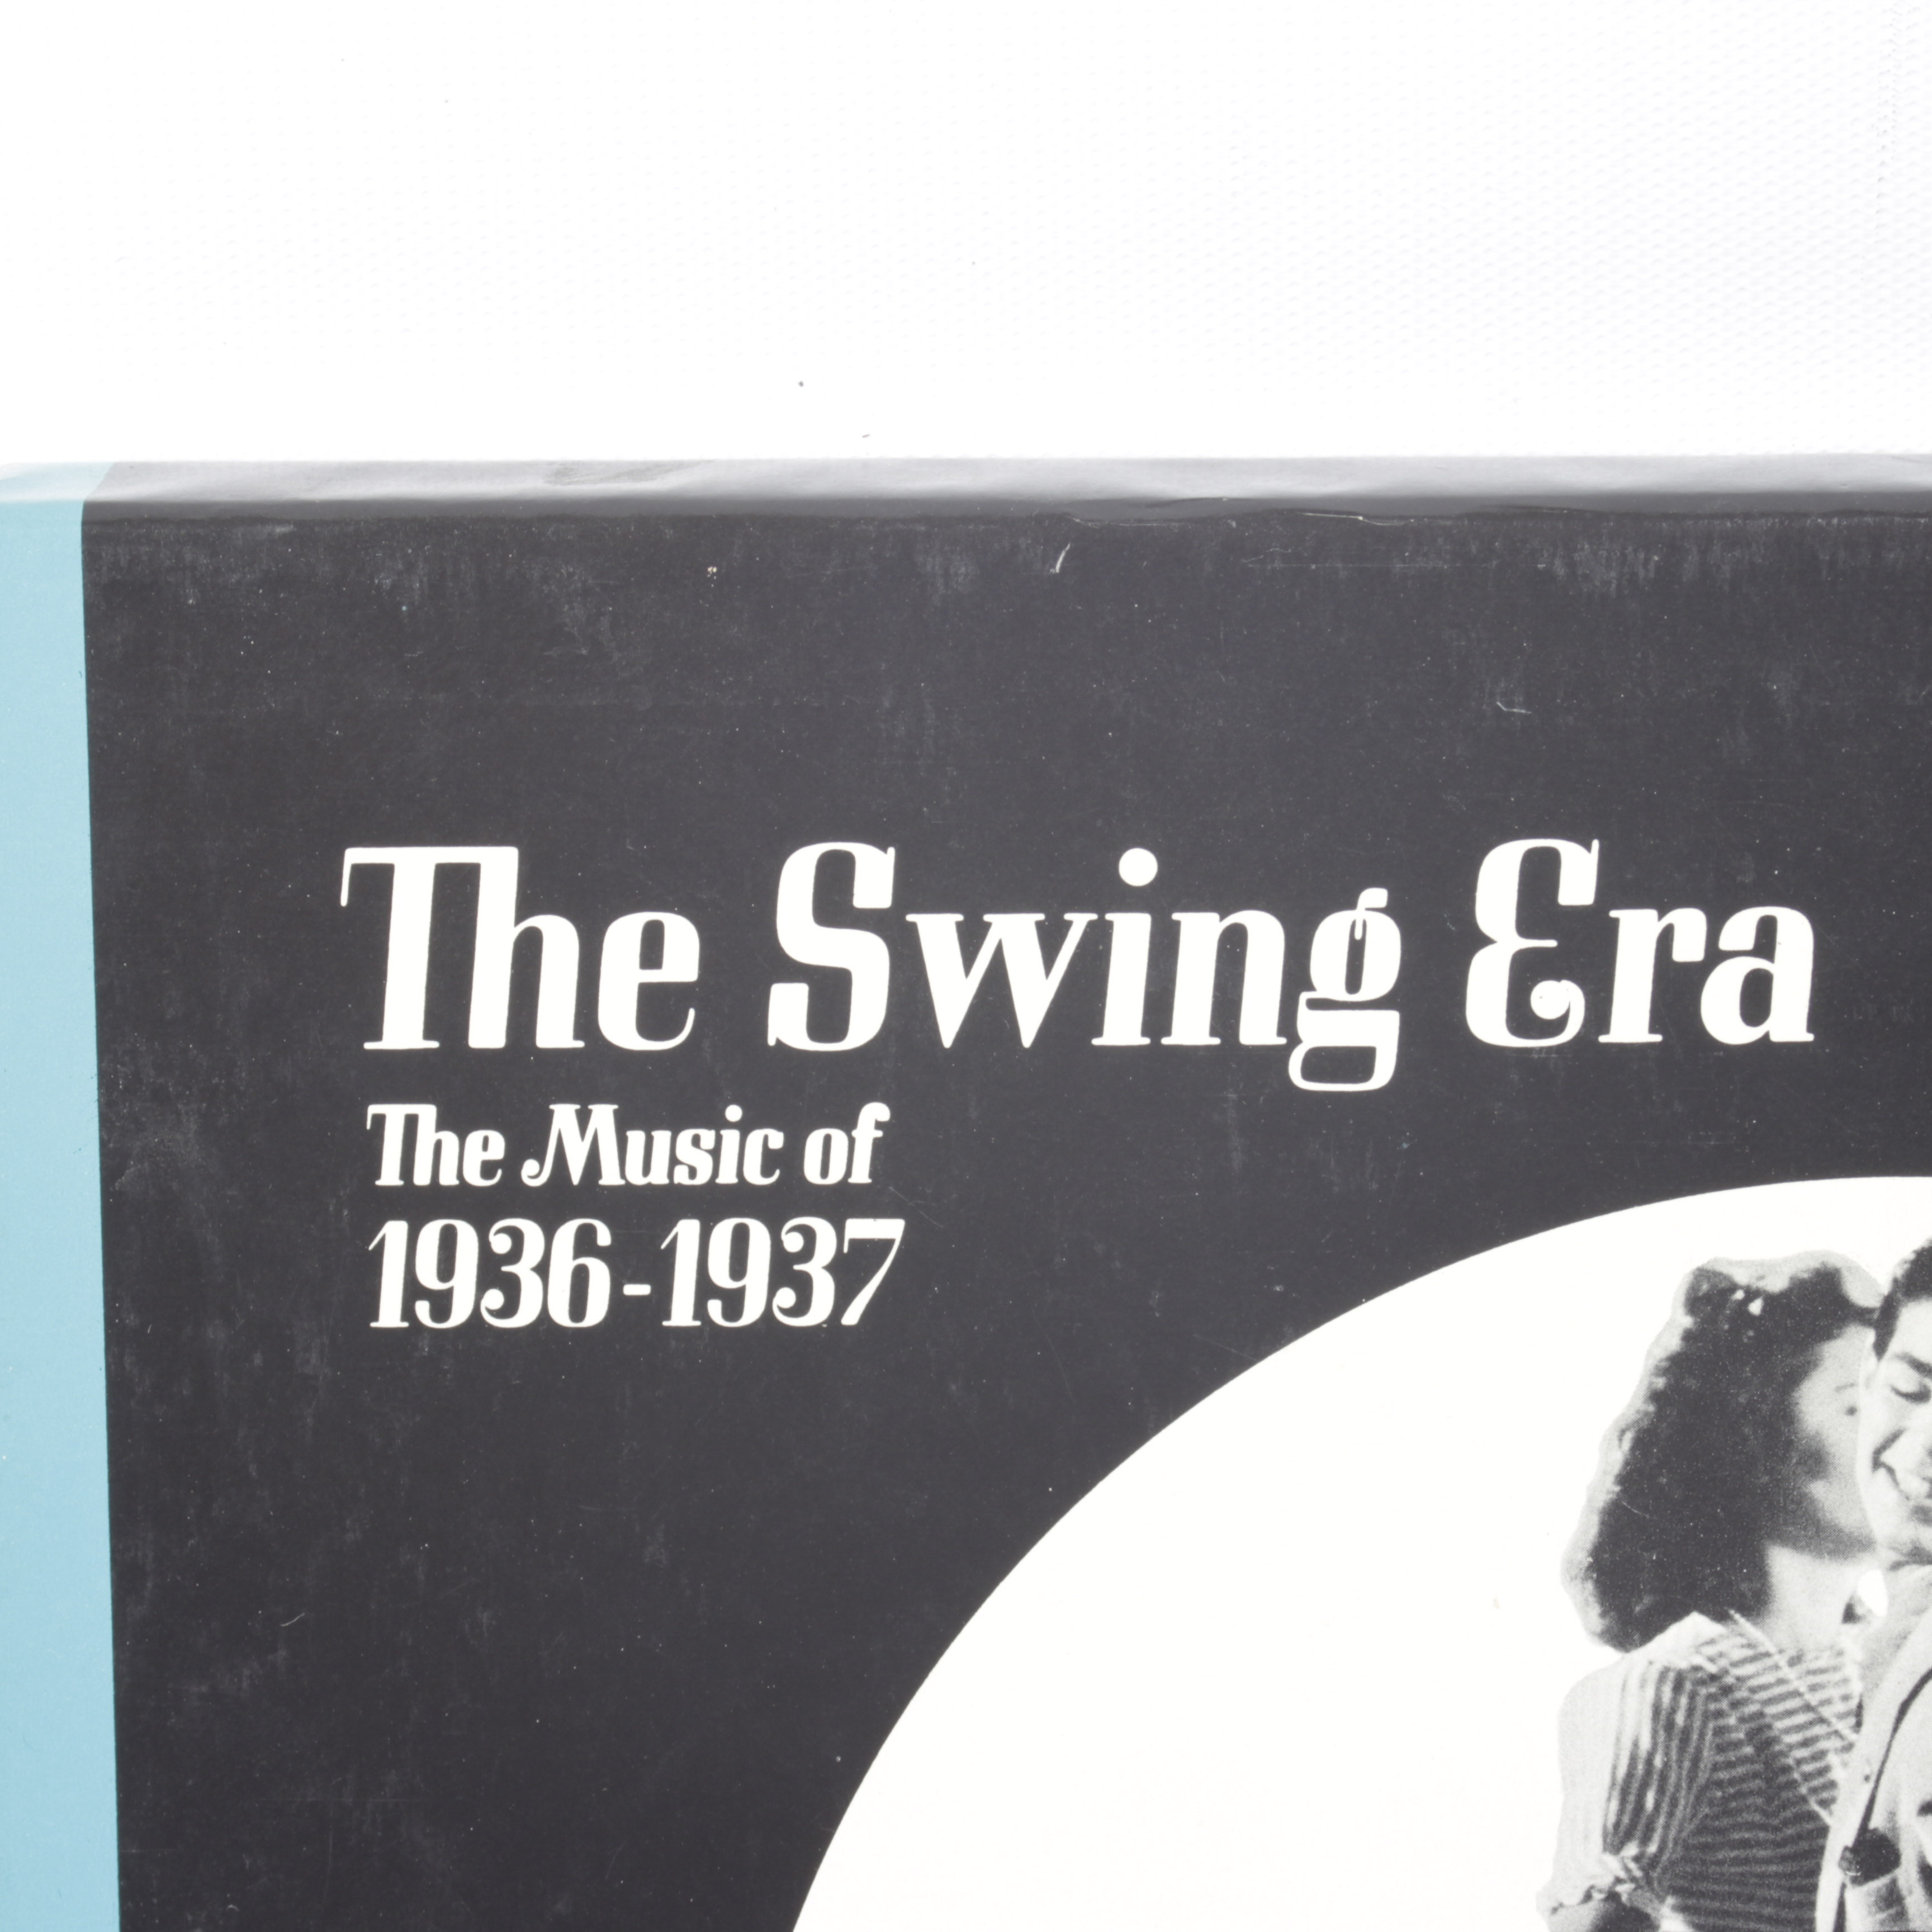 The Swing Era
The Music of
1936-1937